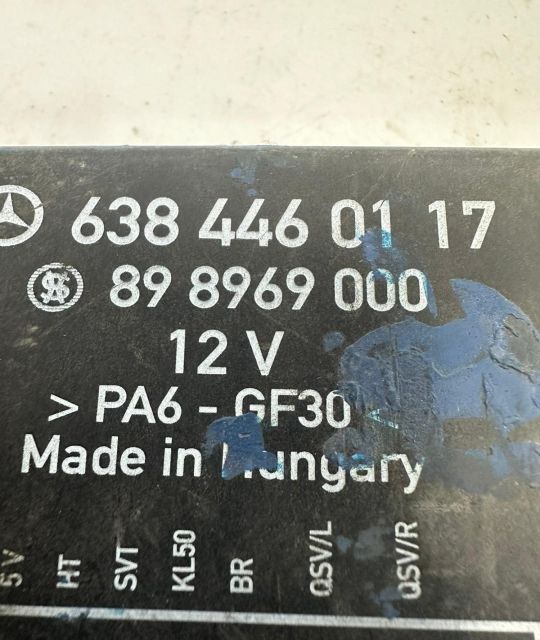 638 446 01 17
89 8969 000
12 V
> PA6 - GF30 <
Made in Hungary
5 V HT SVT KL50 BR QSV/L QSV/R